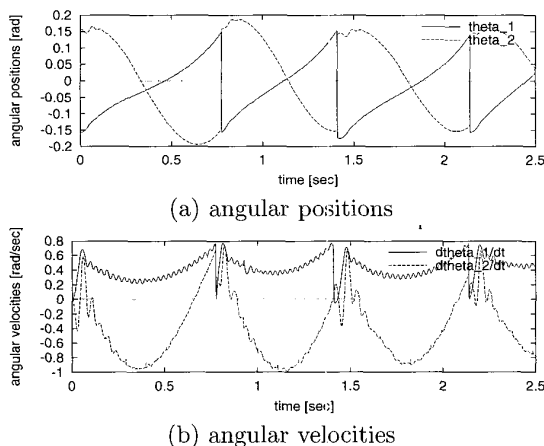 angular positions [rad]
0.2
0.15
0.1
0.05
0
-0.05
-0.1
-0.15
-0.2
theta_1
theta_2
0 0.5 1 1.5 2 2.5
time [sec]
(a) angular positions
angular velocities [rad/sec]
0.8
0.6
0.4
0.2
0
-0.2
-0.4
-0.6
-0.8
-1
dtheta_1/dt
dtheta_2/dt
0 0.5 1 1.5 2 2.5
time [sec]
(b) angular velocities